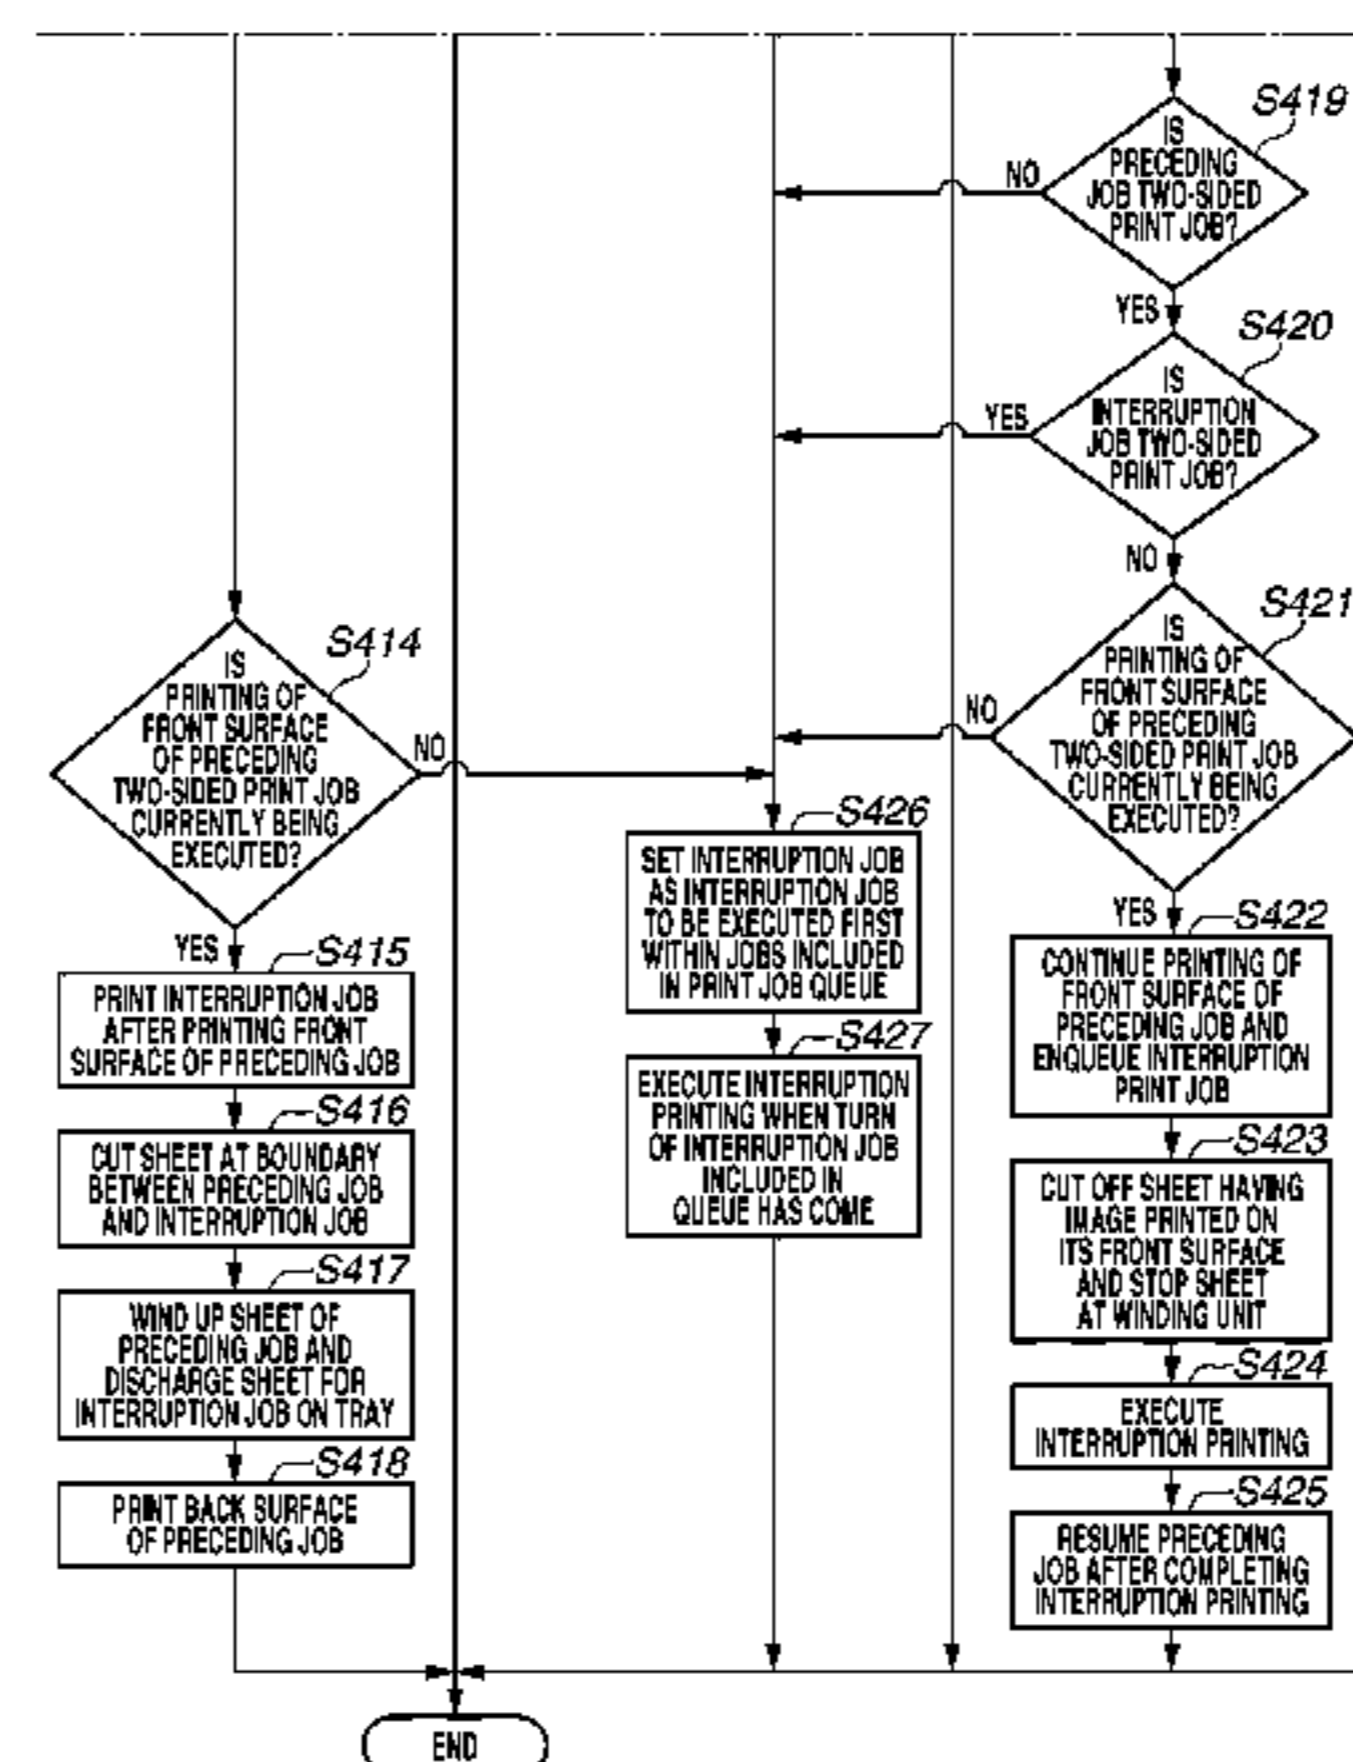 S419
IS
PRECEDING
JOB TWO-SIDED
PRINT JOB?
NO
YES
S420
IS
INTERRUPTION
JOB TWO-SIDED
PRINT JOB?
YES
NO
S414
IS
PRINTING OF
FRONT SURFACE
OF PRECEDING
TWO-SIDED PRINT JOB
CURRENTLY BEING
EXECUTED?
NO
YES
S421
IS
PRINTING OF
FRONT SURFACE
OF PRECEDING
TWO-SIDED PRINT JOB
CURRENTLY BEING
EXECUTED?
NO
YES
S415
PRINT INTERRUPTION JOB
AFTER PRINTING FRONT
SURFACE OF PRECEDING JOB
S416
CUT SHEET AT BOUNDARY
BETWEEN PRECEDING JOB
AND INTERRUPTION JOB
S417
WIND UP SHEET OF
PRECEDING JOB AND
DISCHARGE SHEET FOR
INTERRUPTION JOB ON TRAY
S418
PRINT BACK SURFACE
OF PRECEDING JOB
S426
SET INTERRUPTION JOB
AS INTERRUPTION JOB
TO BE EXECUTED FIRST
WITHIN JOBS INCLUDED
IN PRINT JOB QUEUE
S427
EXECUTE INTERRUPTION
PRINTING WHEN TURN
OF INTERRUPTION JOB
INCLUDED IN
QUEUE HAS COME
S422
CONTINUE PRINTING OF
FRONT SURFACE OF
PRECEDING JOB AND
ENQUEUE INTERRUPTION
PRINT JOB
S423
CUT OFF SHEET HAVING
IMAGE PRINTED ON
ITS FRONT SURFACE
AND STOP SHEET
AT WINDING UNIT
S424
EXECUTE
INTERRUPTION PRINTING
S425
RESUME PRECEDING
JOB AFTER COMPLETING
INTERRUPTION PRINTING
END